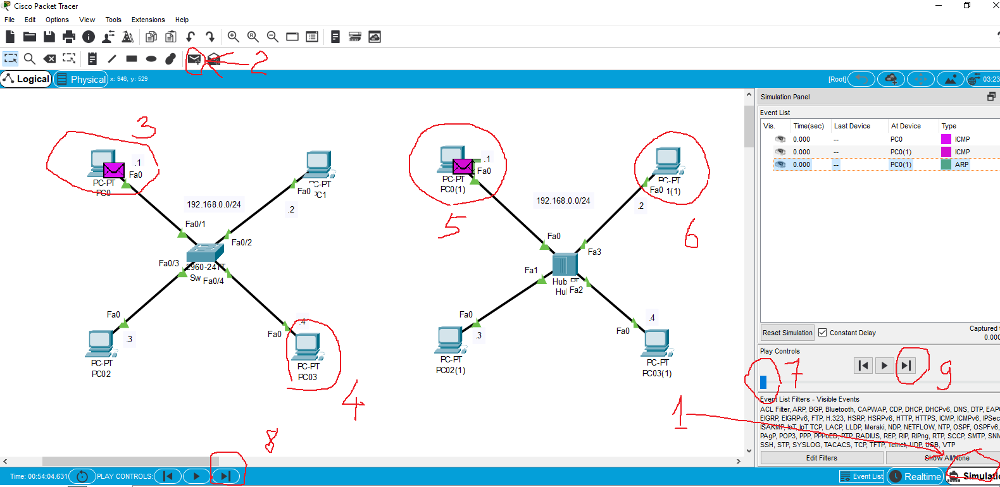 Cisco Packet Tracer
File Edit Options View Tools Extensions Help
2
Logical Physical x: 946, y: 529 [Root] 03:23
Simulation Panel
Event List
Vis. Time(sec) Last Device At Device Type
0.000 -- PC0 ICMP
0.000 -- PC0(1) ICMP
0.000 -- PC0(1) ARP
3
.1
Fa0
PC-PT
PC0
PC-PT
PC1
Fa0
.2
192.168.0.0/24
Fa0/1
Fa0/2
Fa0/3
2960-24TT
Sw
Fa0/4
Fa0
.3
PC-PT
PC02
.4
Fa0
PC-PT
PC03
4
.1
Fa0
PC-PT
PC0(1)
5
PC-PT
1(1)
Fa0
.2
6
192.168.0.0/24
Fa0
Fa3
Fa1
Hub
Fa2
Fa0
.3
PC-PT
PC02(1)
.4
Fa0
PC-PT
PC03(1)
Reset Simulation Constant Delay Captured
0.000
Play Controls
7
9
1
Event List Filters - Visible Events
ACL Filter, ARP, BGP, Bluetooth, CAPWAP, CDP, DHCP, DHCPv6, DNS, DTP, EAPO
EIGRP, EIGRPv6, FTP, H.323, HSRP, HSRPv6, HTTP, HTTPS, ICMP, ICMPv6, IPSec
ISAKMP, IoT, IoT TCP, LACP, LLDP, Meraki, NDP, NETFLOW, NTP, OSPF, OSPFv6,
PAgP, POP3, PPP, PPPoED, PTP, RADIUS, REP, RIP, RIPng, RTP, SCCP, SMTP, SNM
SSH, STP, SYSLOG, TACACS, TCP, TFTP, Telnet, UDP, USB, VTP
Edit Filters Show All/None
8
Time: 00:54:04.631 PLAY CONTROLS: Event List Realtime Simulati